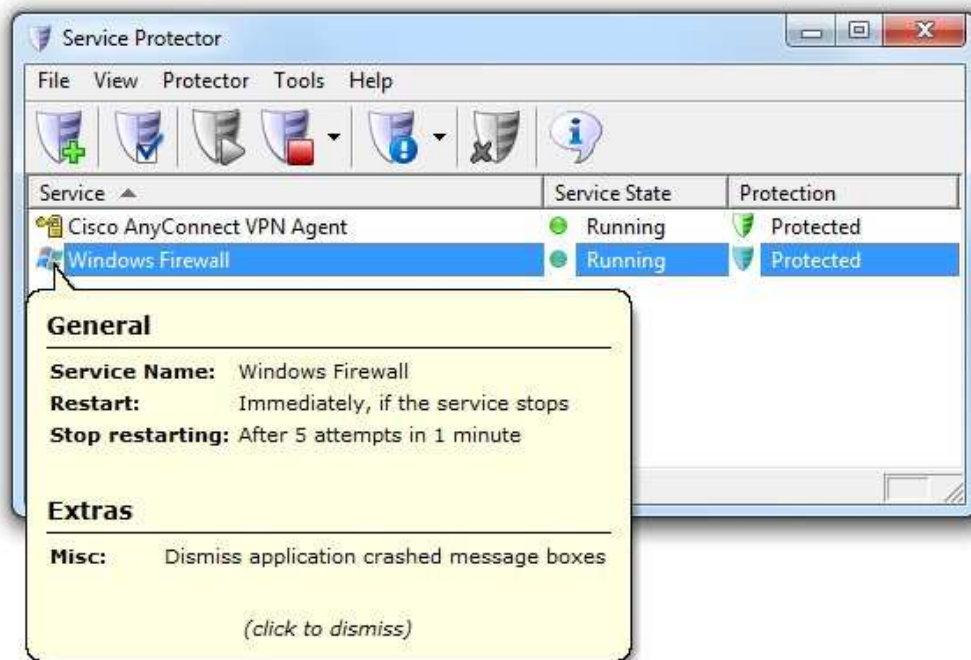 Service Protector
File View Protector Tools Help
Service Service State Protection
Cisco AnyConnect VPN Agent Running Protected
Windows Firewall Running Protected
General
Service Name: Windows Firewall
Restart: Immediately, if the service stops
Stop restarting: After 5 attempts in 1 minute
Extras
Misc: Dismiss application crashed message boxes
(click to dismiss)